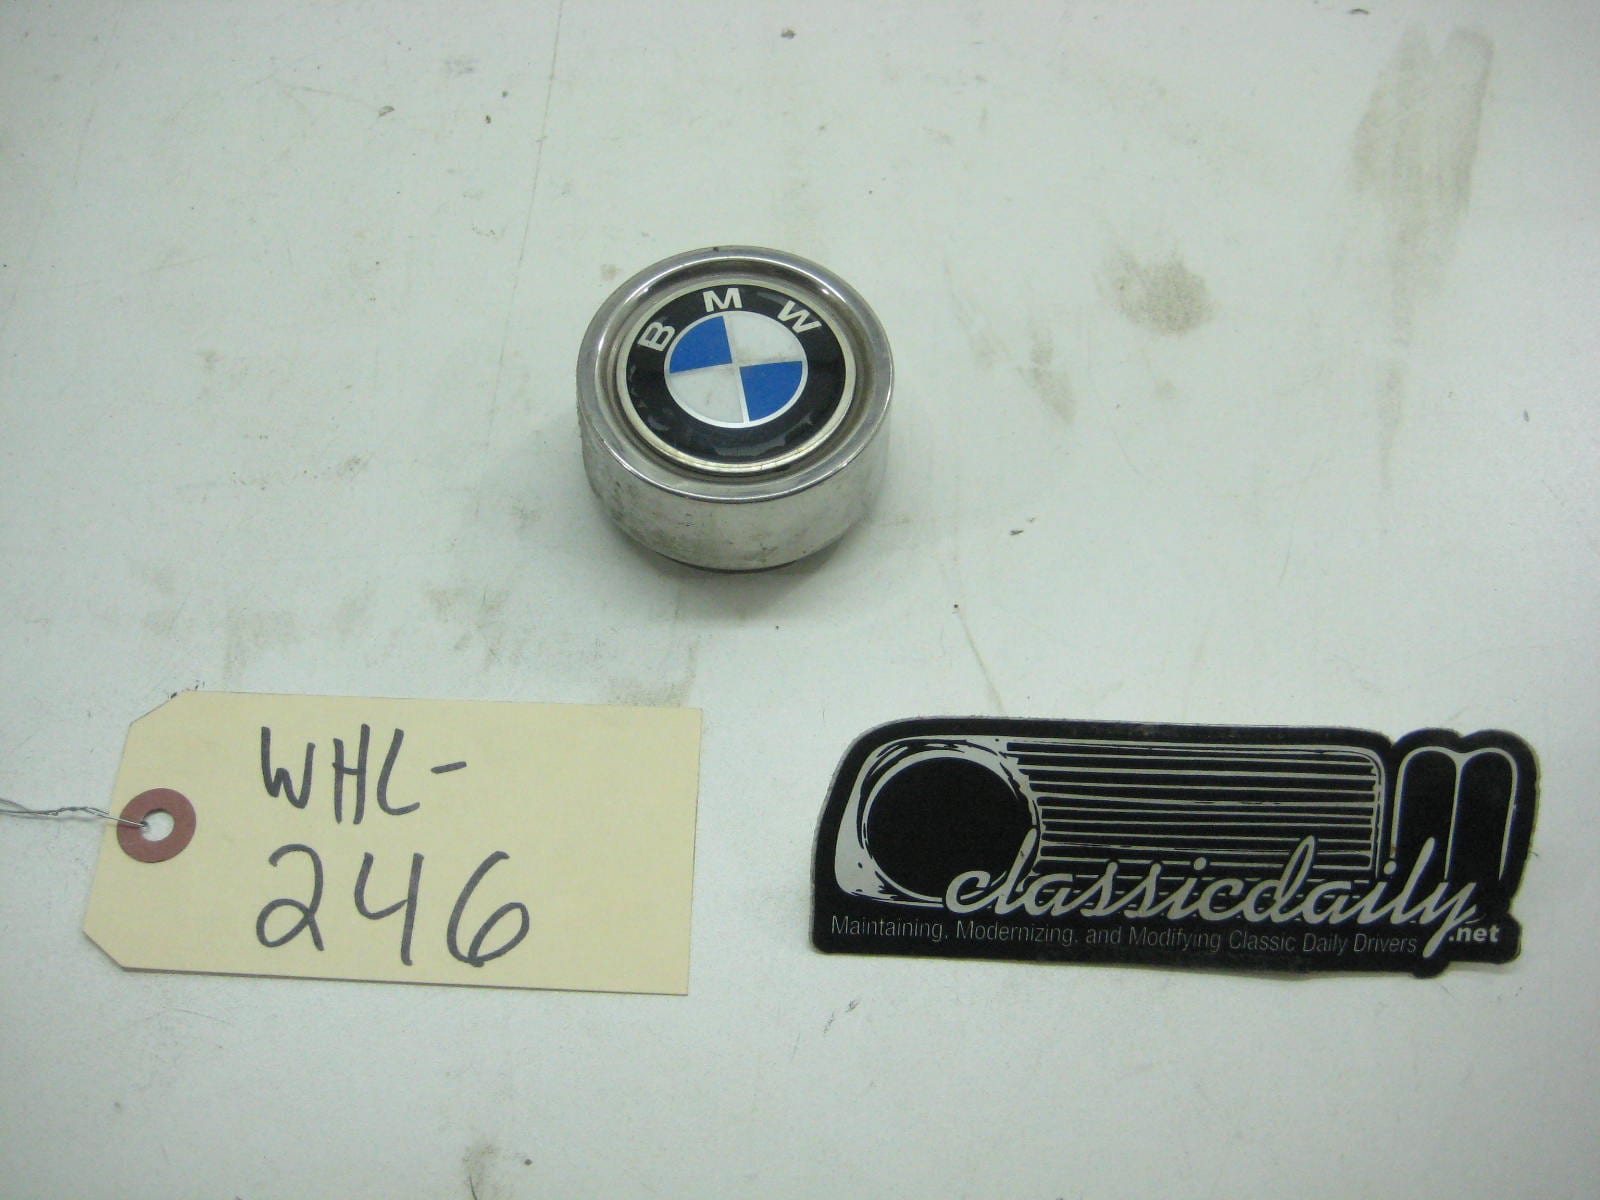 BMW
WHL-
246
classicdaily.net
Maintaining, Modernizing, and Modifying Classic Daily Drivers